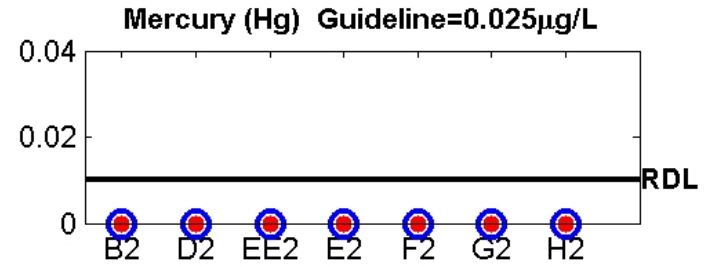 Mercury (Hg) Guideline=0.025µg/L
0.04
0.02
RDL
0
B2 D2 EE2 E2 F2 G2 H2